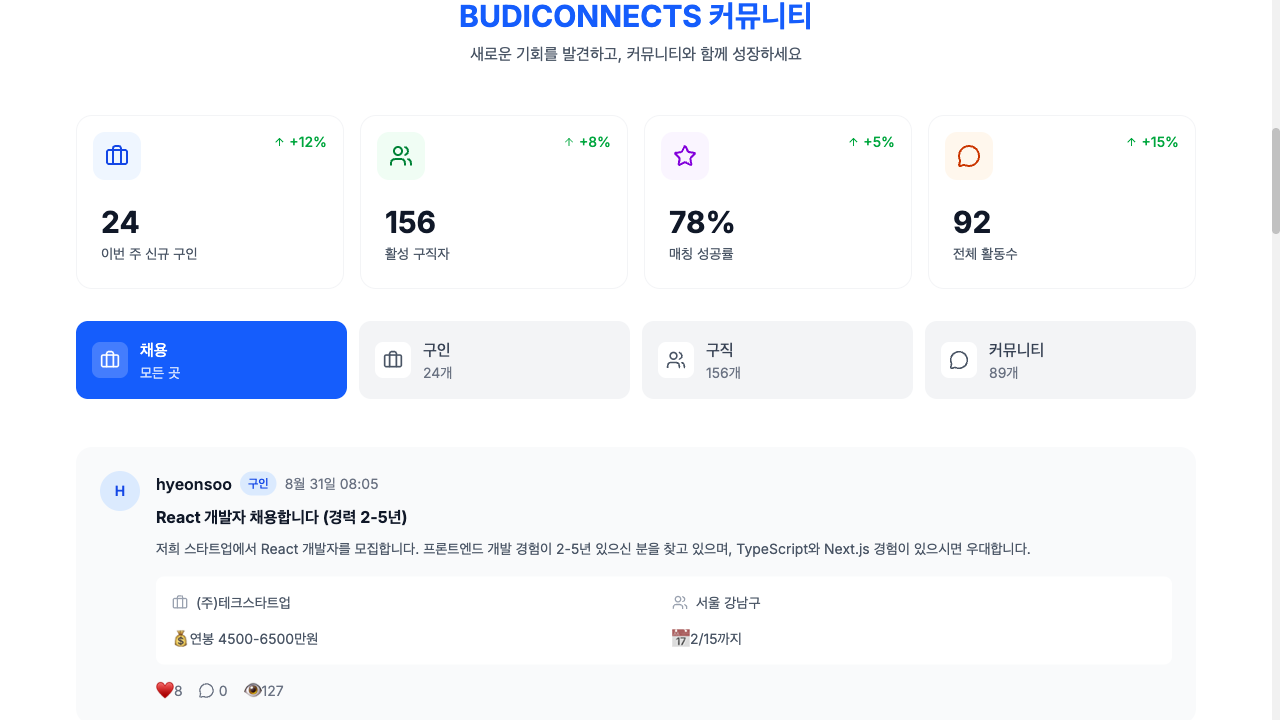 BUDICONNECTS 커뮤니티
새로운 기회를 발견하고, 커뮤니티와 함께 성장하세요
↑ +12%
24
이번 주 신규 구인
↑ +8%
156
활성 구직자
↑ +5%
78%
매칭 성공률
↑ +15%
92
전체 활동수
채용
모든 곳
구인
24개
구직
156개
커뮤니티
89개
H
hyeonsoo 구인 8월 31일 08:05
React 개발자 채용합니다 (경력 2-5년)
저희 스타트업에서 React 개발자를 모집합니다. 프론트엔드 개발 경험이 2-5년 있으신 분을 찾고 있으며, TypeScript와 Next.js 경험이 있으시면 우대합니다.
(주)테크스타트업
서울 강남구
💰연봉 4500-6500만원
📅2/15까지
❤️8 0 👁️127